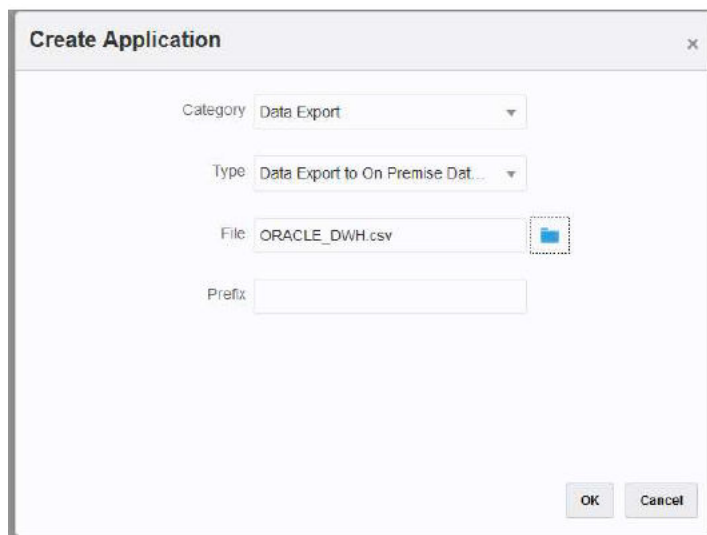 Create Application
×
Category Data Export
Type Data Export to On Premise Dat...
File ORACLE_DWH.csv
Prefix
OK Cancel